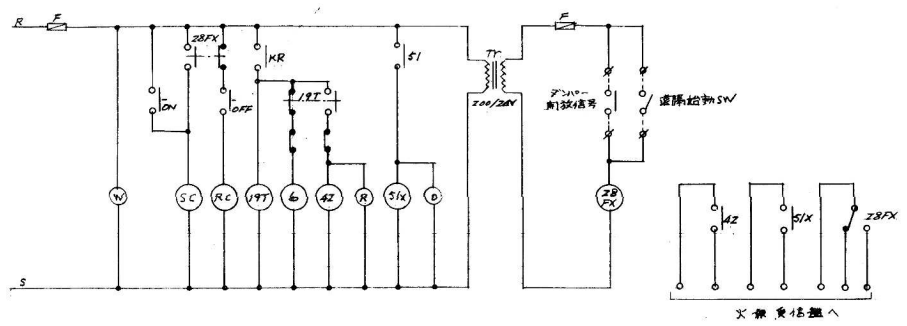 R
F
28FX
ON
OFF
KR
19T
51
Tr
200/24V
F
ダンパー
開放信号
遠隔始動SW
W
SC
RC
19T
6
42
R
51X
O
28
FX
S
42
51X
28FX
火報負信盤へ